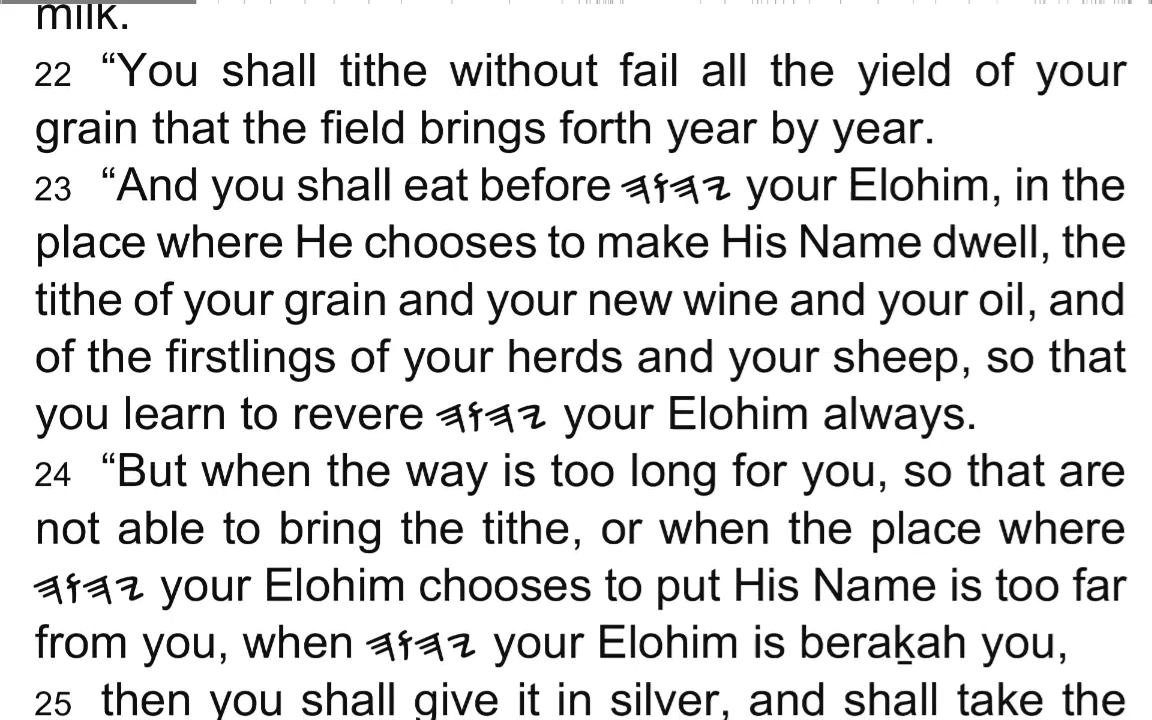 milk.
22 “You shall tithe without fail all the yield of your
grain that the field brings forth year by year.
23 “And you shall eat before 𐤉𐤄𐤅𐤄 your Elohim, in the
place where He chooses to make His Name dwell, the
tithe of your grain and your new wine and your oil, and
of the firstlings of your herds and your sheep, so that
you learn to revere 𐤉𐤄𐤅𐤄 your Elohim always.
24 “But when the way is too long for you, so that are
not able to bring the tithe, or when the place where
𐤉𐤄𐤅𐤄 your Elohim chooses to put His Name is too far
from you, when 𐤉𐤄𐤅𐤄 your Elohim is beraḵah you,
25 then you shall give it in silver, and shall take the